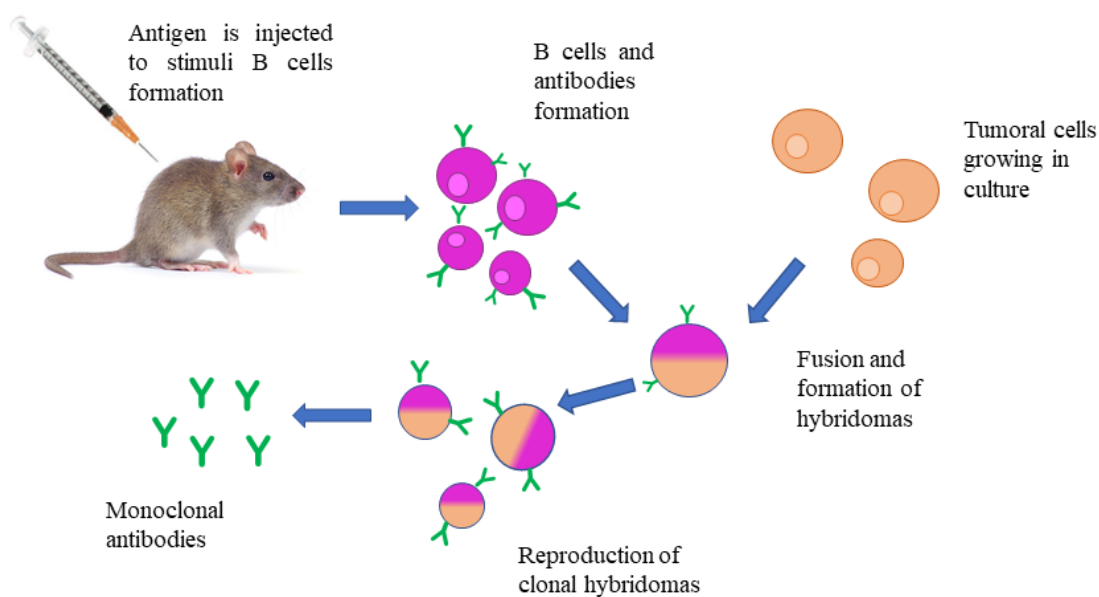 Antigen is injected
to stimuli B cells
formation
B cells and
antibodies
formation
Tumoral cells
growing in
culture
Fusion and
formation of
hybridomas
Reproduction of
clonal hybridomas
Monoclonal
antibodies